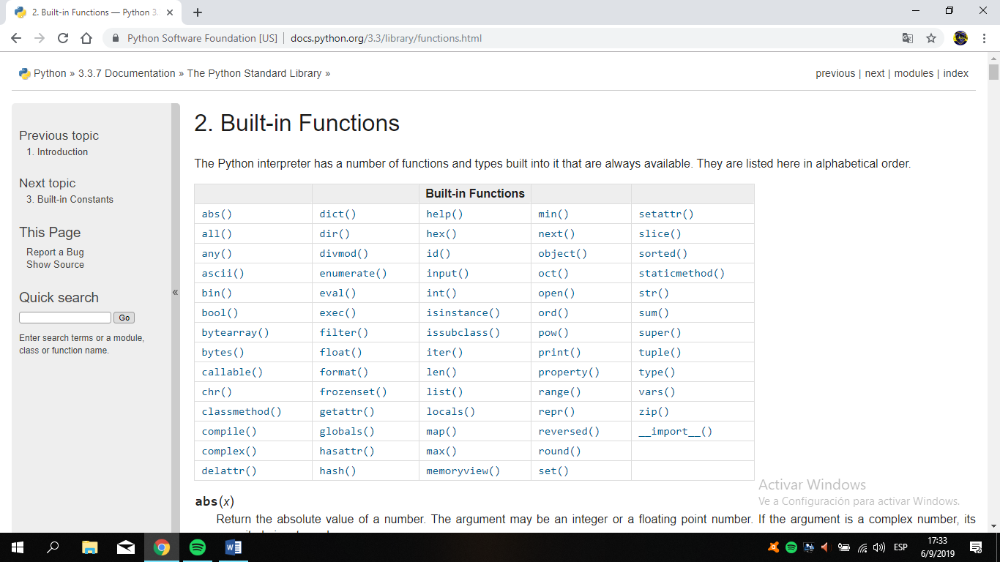 2. Built-in Functions — Python 3.
Python Software Foundation [US] | docs.python.org/3.3/library/functions.html
Python » 3.3.7 Documentation » The Python Standard Library »
previous | next | modules | index
Previous topic
1. Introduction
Next topic
3. Built-in Constants
This Page
Report a Bug
Show Source
Quick search
Go
Enter search terms or a module,
class or function name.
«
2. Built-in Functions
The Python interpreter has a number of functions and types built into it that are always available. They are listed here in alphabetical order.
Built-in Functions
abs() dict() help() min() setattr()
all() dir() hex() next() slice()
any() divmod() id() object() sorted()
ascii() enumerate() input() oct() staticmethod()
bin() eval() int() open() str()
bool() exec() isinstance() ord() sum()
bytearray() filter() issubclass() pow() super()
bytes() float() iter() print() tuple()
callable() format() len() property() type()
chr() frozenset() list() range() vars()
classmethod() getattr() locals() repr() zip()
compile() globals() map() reversed() __import__()
complex() hasattr() max() round()
delattr() hash() memoryview() set()
abs(x)
Return the absolute value of a number. The argument may be an integer or a floating point number. If the argument is a complex number, its
Activar Windows
Ve a Configuración para activar Windows.
ESP
17:33
6/9/2019